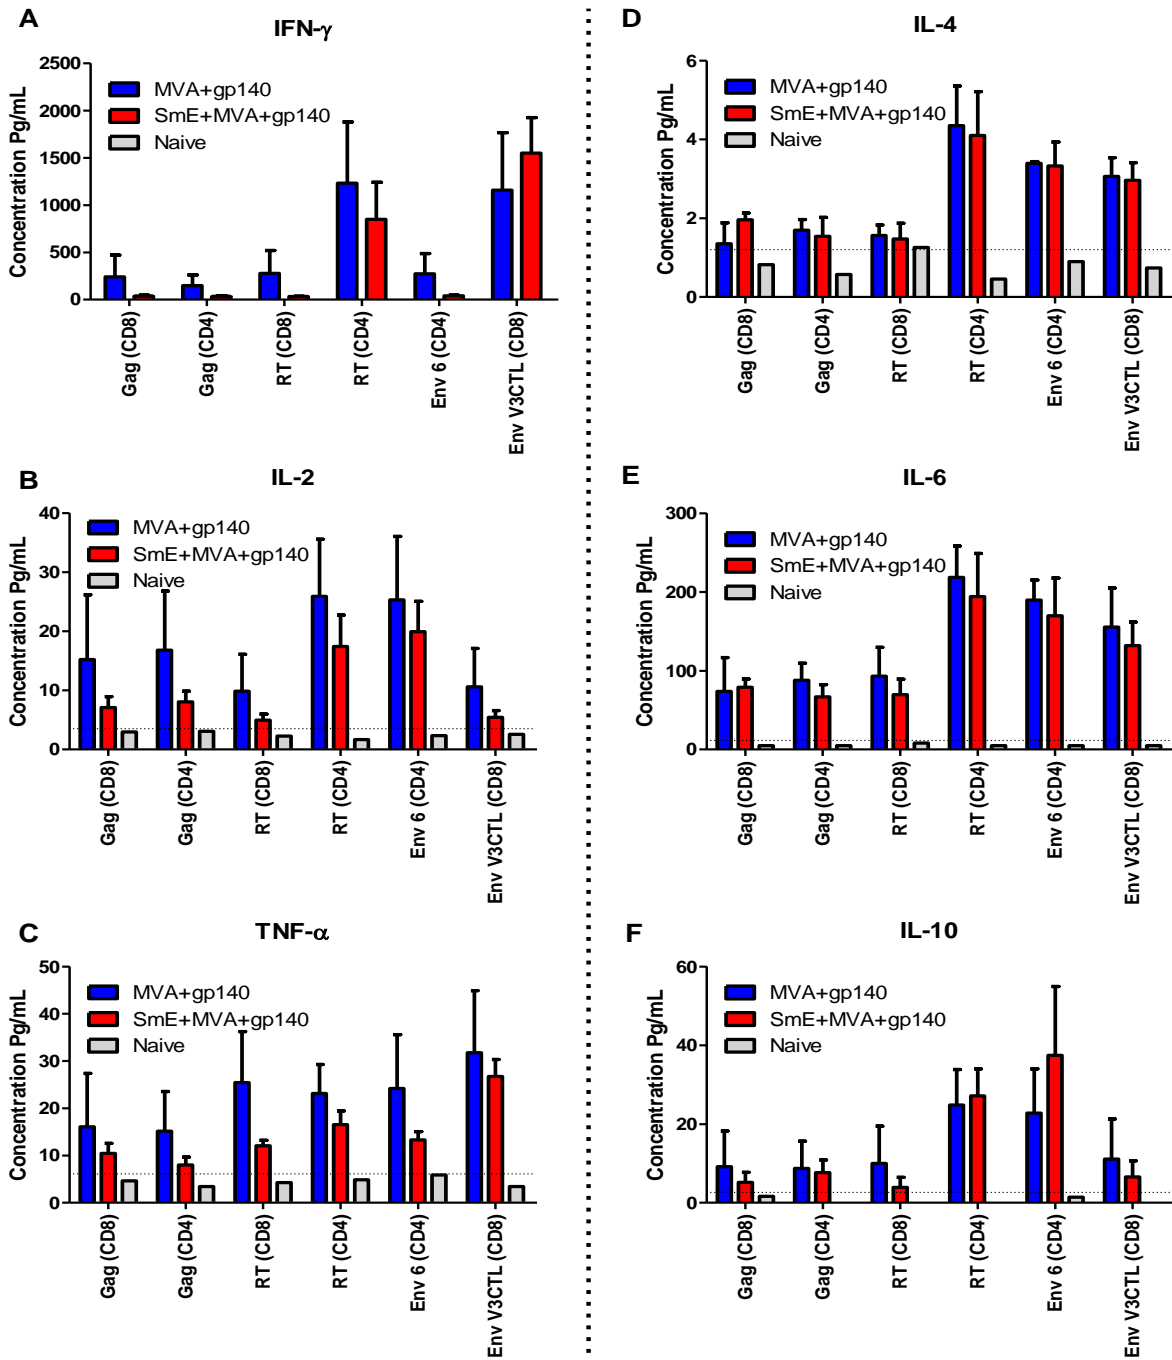 A
IFN-γ
Concentration Pg/mL
2500
2000
1500
1000
500
0
MVA+gp140
SmE+MVA+gp140
Naive
Gag (CD8)
Gag (CD4)
RT (CD8)
RT (CD4)
Env 6 (CD4)
Env V3CTL (CD8)
B
IL-2
Concentration Pg/mL
40
30
20
10
0
MVA+gp140
SmE+MVA+gp140
Naive
Gag (CD8)
Gag (CD4)
RT (CD8)
RT (CD4)
Env 6 (CD4)
Env V3CTL (CD8)
C
TNF-α
Concentration Pg/mL
50
40
30
20
10
0
MVA+gp140
SmE+MVA+gp140
Naive
Gag (CD8)
Gag (CD4)
RT (CD8)
RT (CD4)
Env 6 (CD4)
Env V3CTL (CD8)
D
IL-4
Concentration Pg/mL
6
4
2
0
MVA+gp140
SmE+MVA+gp140
Naive
Gag (CD8)
Gag (CD4)
RT (CD8)
RT (CD4)
Env 6 (CD4)
Env V3CTL (CD8)
E
IL-6
Concentration Pg/mL
300
200
100
0
MVA+gp140
SmE+MVA+gp140
Naive
Gag (CD8)
Gag (CD4)
RT (CD8)
RT (CD4)
Env 6 (CD4)
Env V3CTL (CD8)
F
IL-10
Concentration Pg/mL
60
40
20
0
MVA+gp140
SmE+MVA+gp140
Naive
Gag (CD8)
Gag (CD4)
RT (CD8)
RT (CD4)
Env 6 (CD4)
Env V3CTL (CD8)